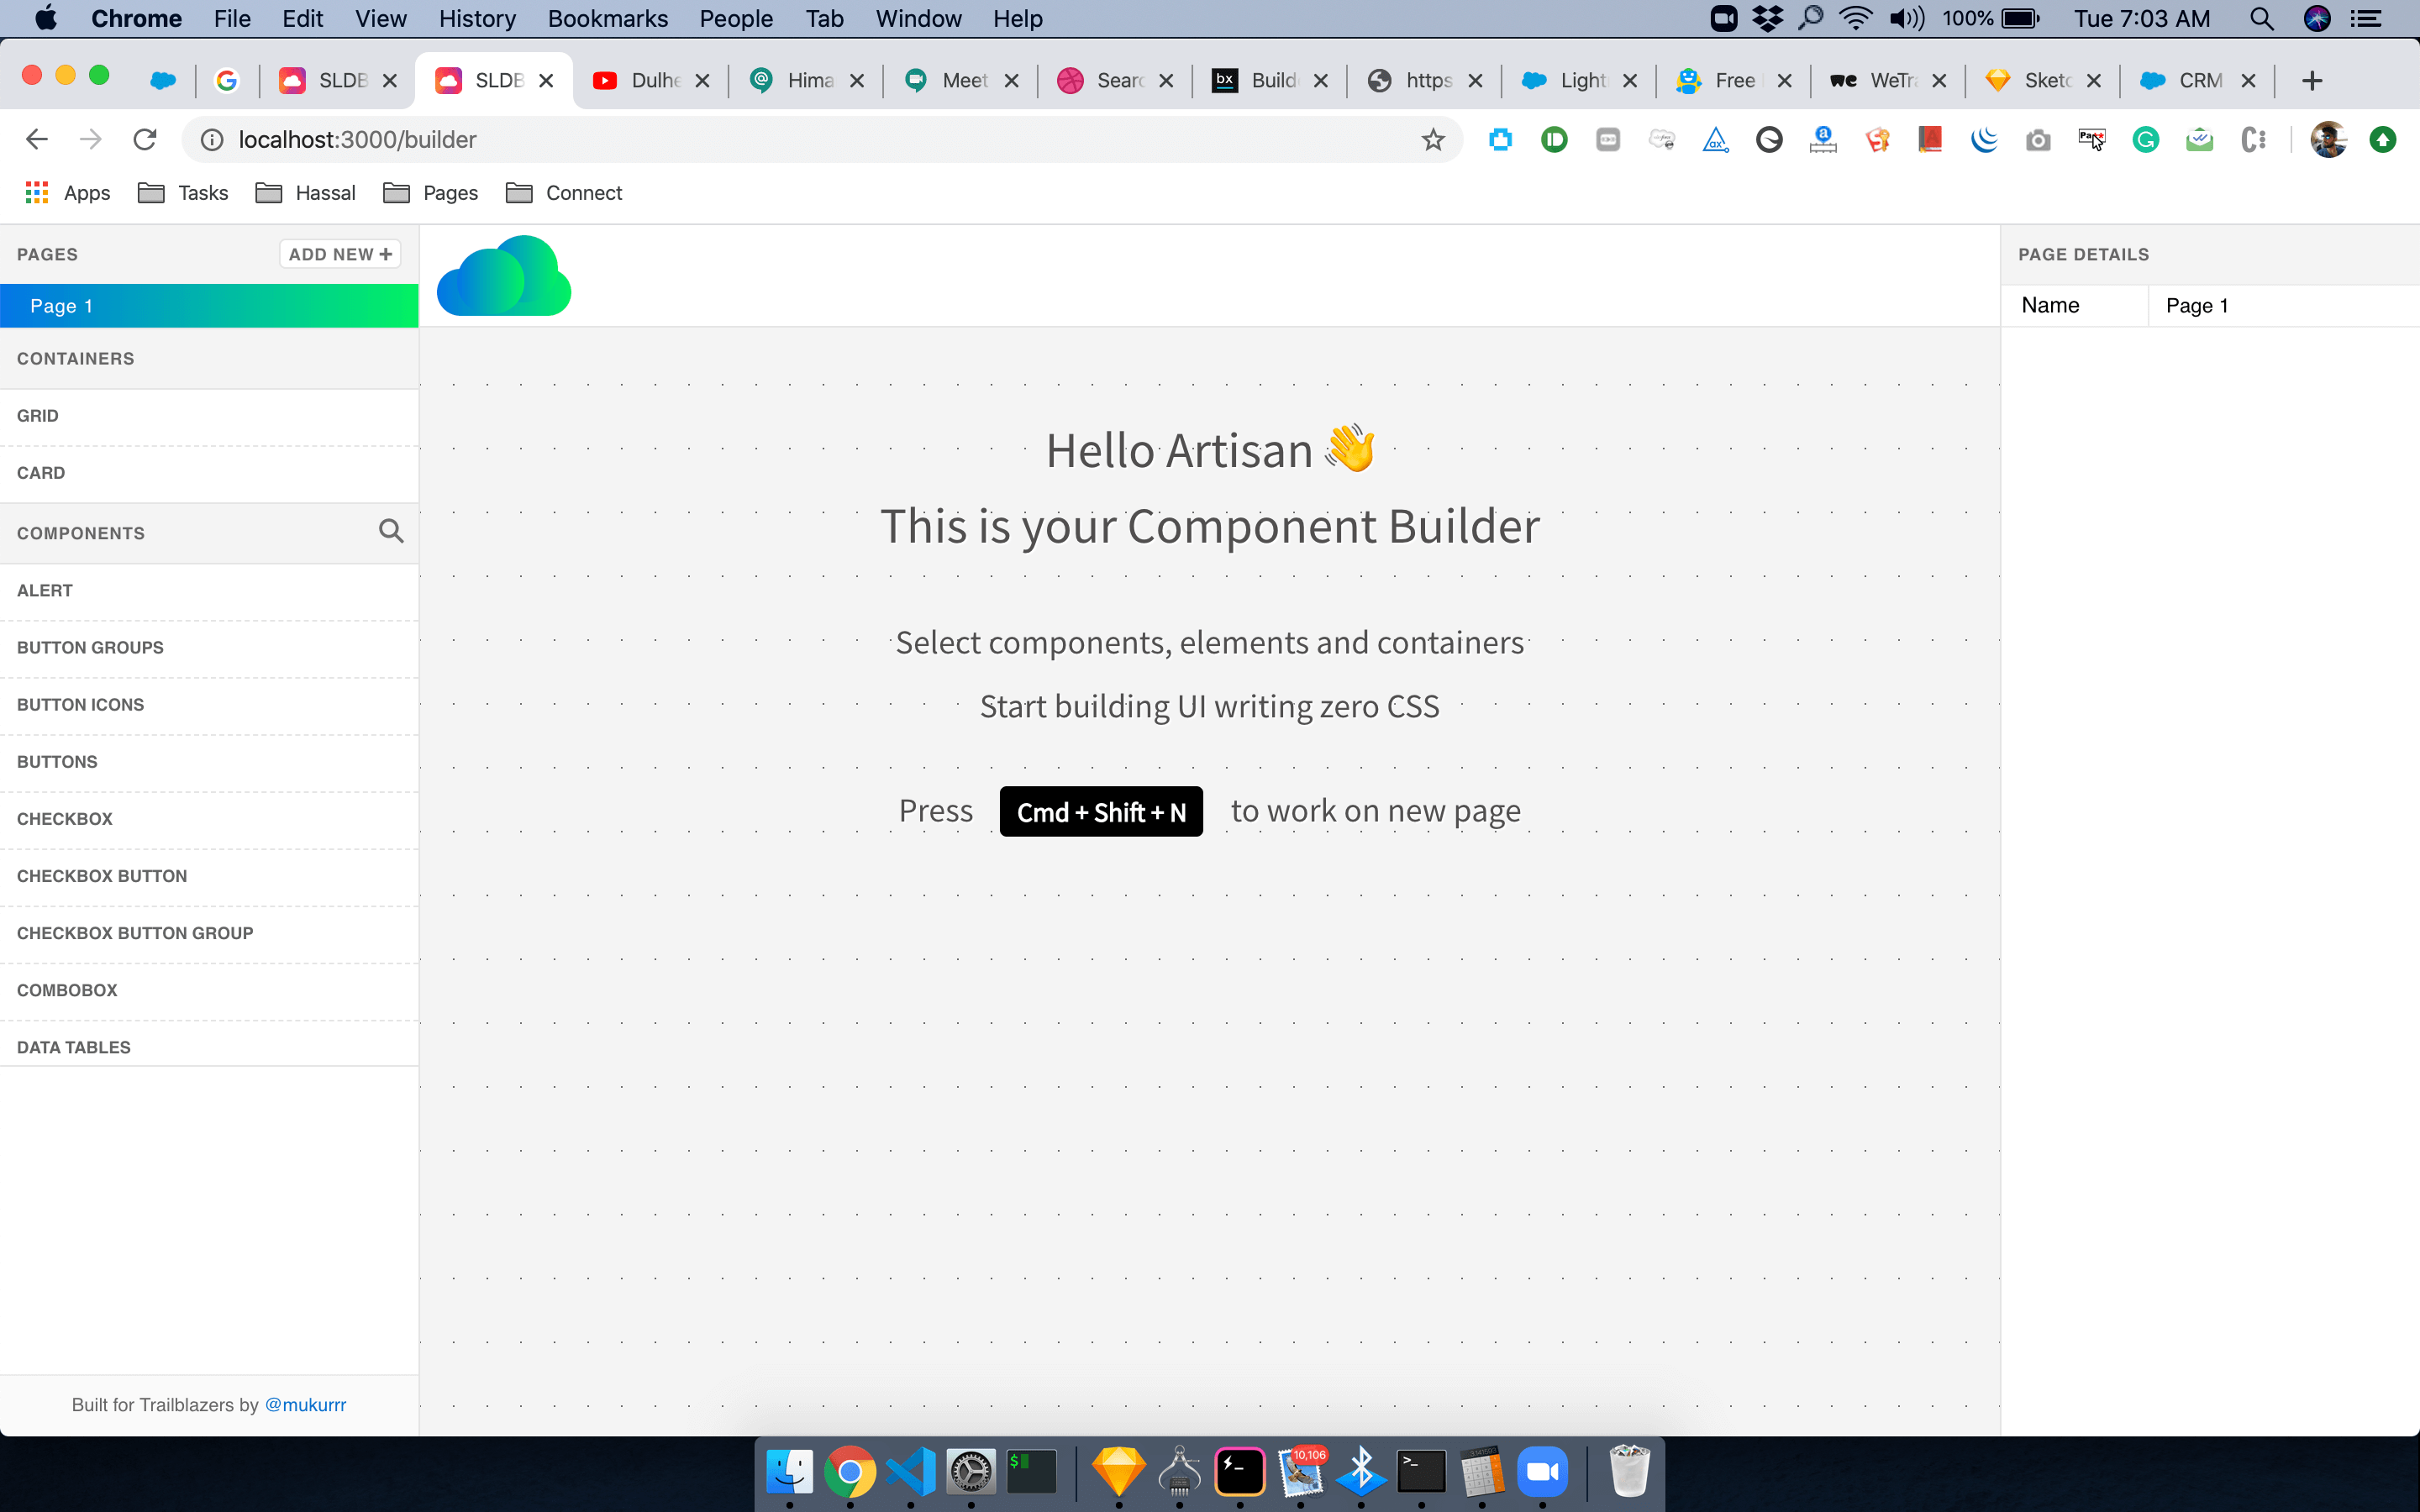 Chrome File Edit View History Bookmarks People Tab Window Help 100% Tue 7:03 AM
SLDB SLDB Dulhe Hima Meet Searc bx Build https Light Free we WeTra Sketc CRM
localhost:3000/builder
Apps Tasks Hassal Pages Connect
PAGES ADD NEW +
Page 1
CONTAINERS
GRID
CARD
COMPONENTS
ALERT
BUTTON GROUPS
BUTTON ICONS
BUTTONS
CHECKBOX
CHECKBOX BUTTON
CHECKBOX BUTTON GROUP
COMBOBOX
DATA TABLES
Built for Trailblazers by @mukurrr
Hello Artisan 👋
This is your Component Builder
Select components, elements and containers
Start building UI writing zero CSS
Press Cmd + Shift + N to work on new page
PAGE DETAILS
Name Page 1
10,106